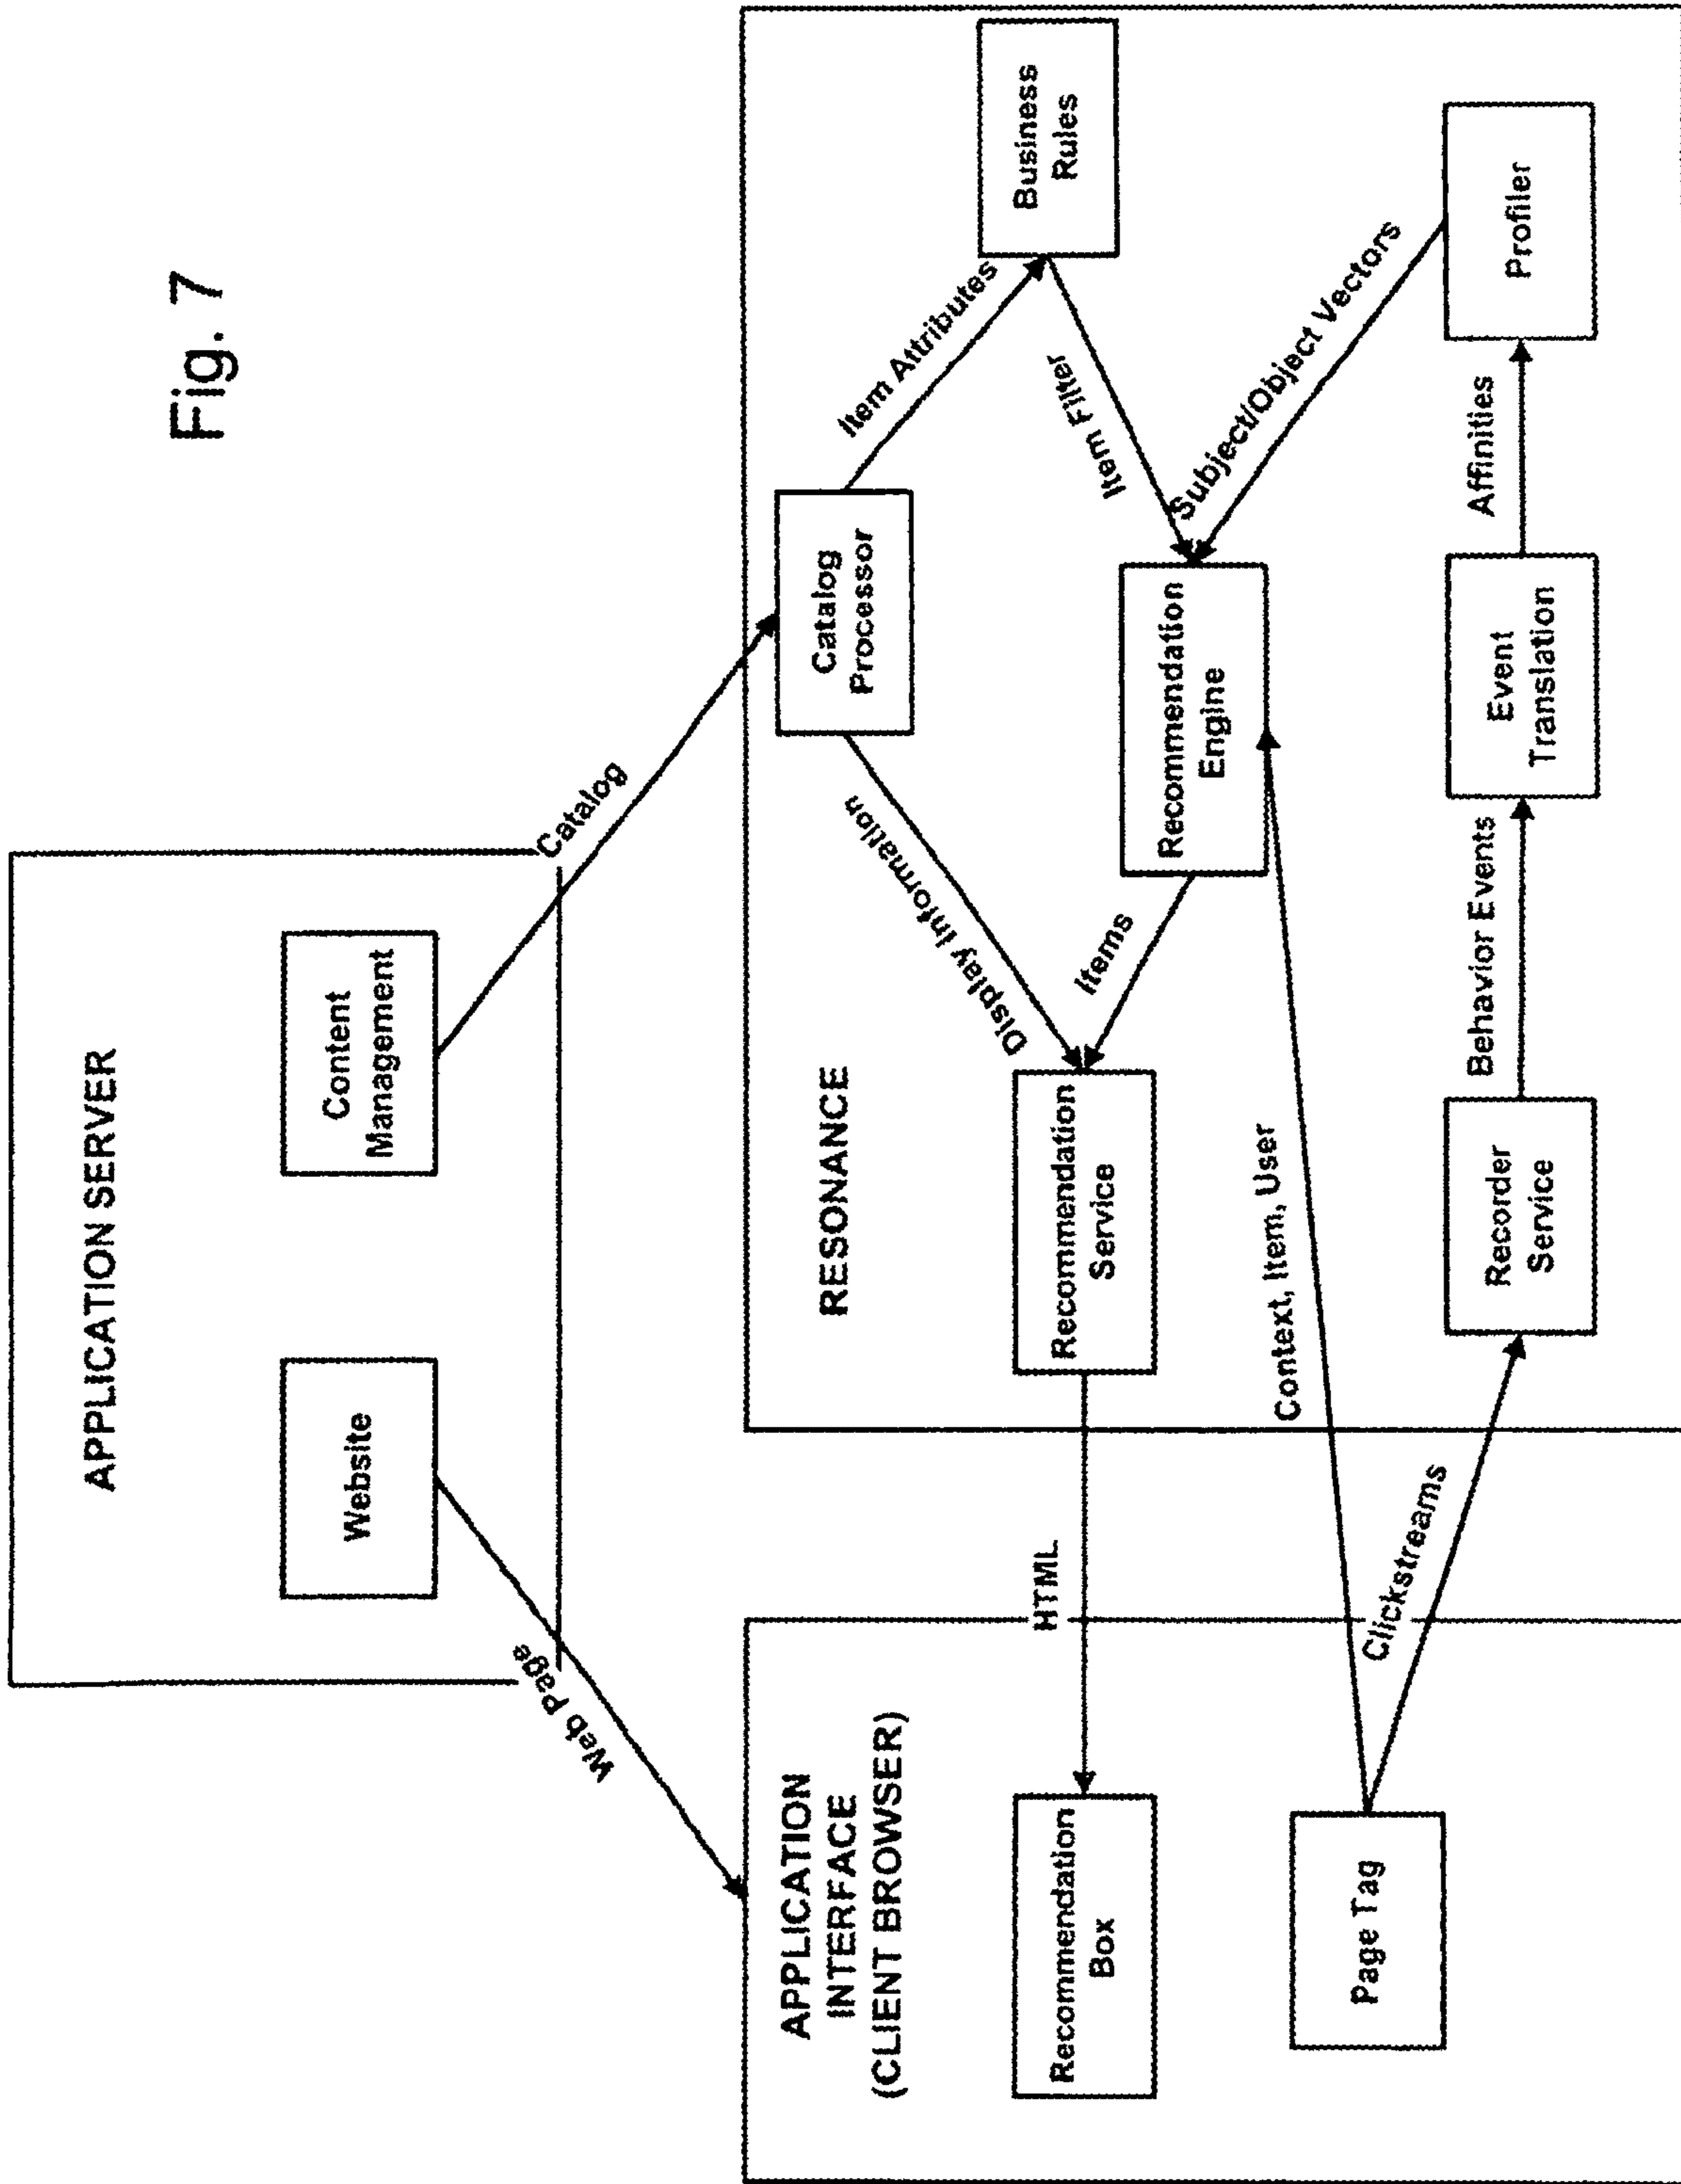 Fig. 7
APPLICATION SERVER
Website
Content
Management
Web Page
Catalog
APPLICATION
INTERFACE
(CLIENT BROWSER)
Recommendation
Box
Page Tag
HTML
Context, Item, User
Clickstreams
RESONANCE
Catalog
Processor
Item Attributes
Business
Rules
Display Information
Item Filter
Recommendation
Service
Items
Recommendation
Engine
Subject/Object Vectors
Recorder
Service
Behavior Events
Event
Translation
Affinities
Profiler